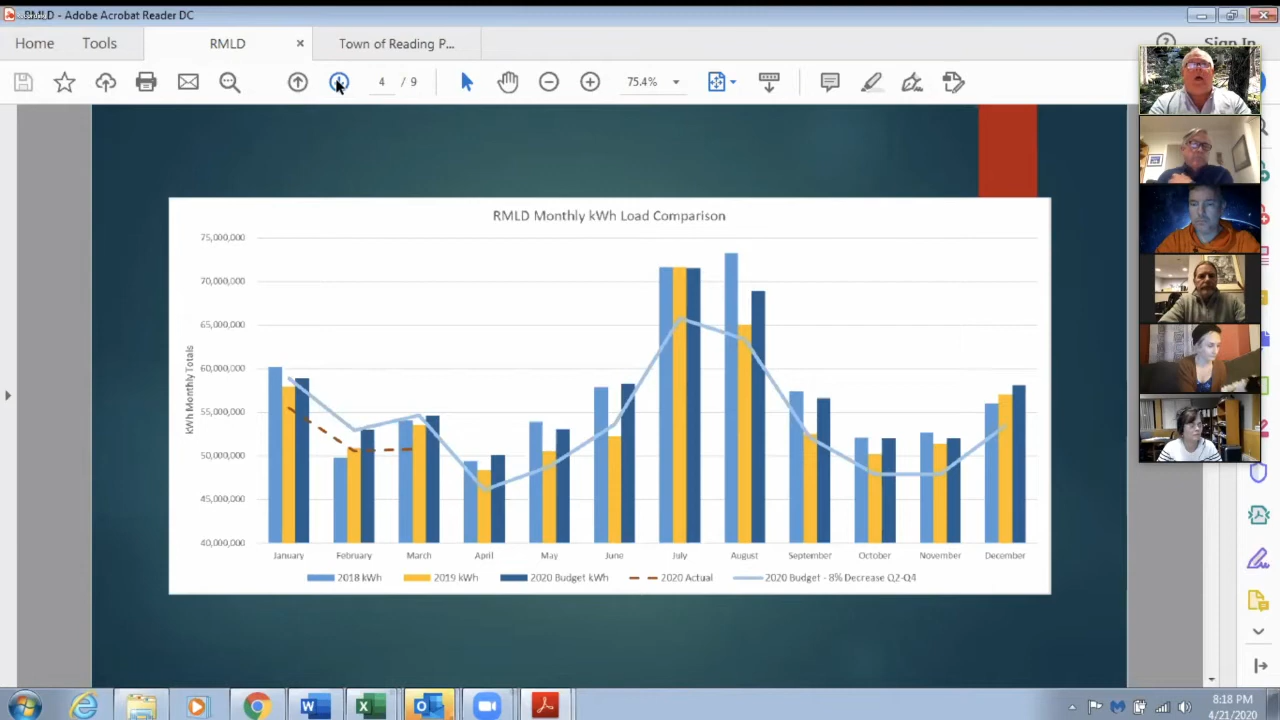 RMLD - Adobe Acrobat Reader DC
Home
Tools
RMLD
Town of Reading P...
Sign In
4 / 9
75.4%
RMLD Monthly kWh Load Comparison
kWh Monthly Totals
75,000,000
70,000,000
65,000,000
60,000,000
55,000,000
50,000,000
45,000,000
40,000,000
January
February
March
April
May
June
July
August
September
October
November
December
2018 kWh
2019 kWh
2020 Budget kWh
2020 Actual
2020 Budget - 8% Decrease Q2-Q4
8:18 PM
4/21/2020